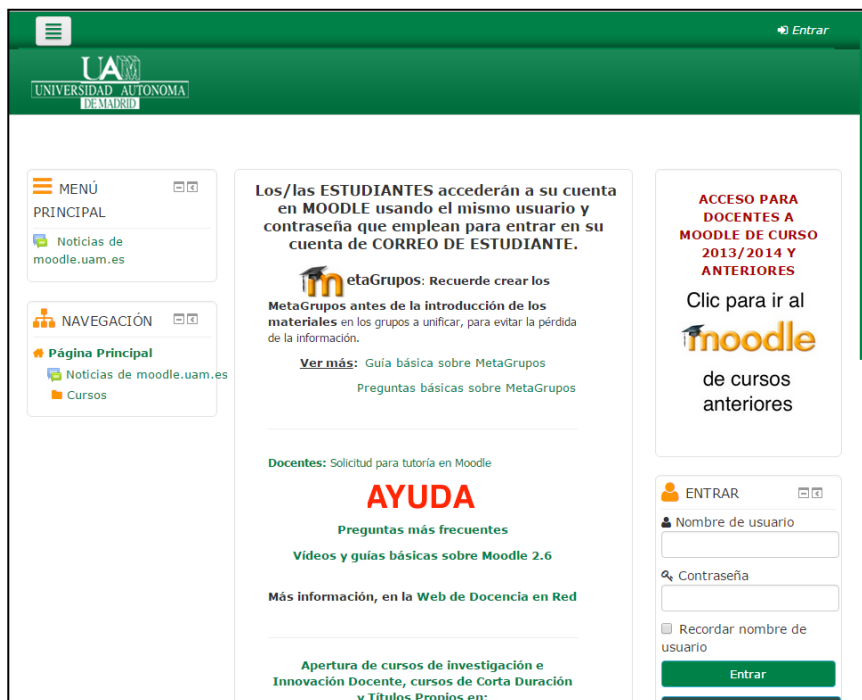 Entrar
UAM
UNIVERSIDAD AUTONOMA
DE MADRID
MENÚ
PRINCIPAL
Noticias de
moodle.uam.es
NAVEGACIÓN
Página Principal
Noticias de moodle.uam.es
Cursos
Los/las ESTUDIANTES accederán a su cuenta
en MOODLE usando el mismo usuario y
contraseña que emplean para entrar en su
cuenta de CORREO DE ESTUDIANTE.
metaGrupos: Recuerde crear los
MetaGrupos antes de la introducción de los
materiales en los grupos a unificar, para evitar la pérdida
de la información.
Ver más: Guía básica sobre MetaGrupos
Preguntas básicas sobre MetaGrupos
Docentes: Solicitud para tutoría en Moodle
AYUDA
Preguntas más frecuentes
Vídeos y guías básicas sobre Moodle 2.6
Más información, en la Web de Docencia en Red
Apertura de cursos de investigación e
Innovación Docente, cursos de Corta Duración
y Títulos Propios en:
ACCESO PARA
DOCENTES A
MOODLE DE CURSO
2013/2014 Y
ANTERIORES
Clic para ir al
moodle
de cursos
anteriores
ENTRAR
Nombre de usuario
Contraseña
Recordar nombre de
usuario
Entrar